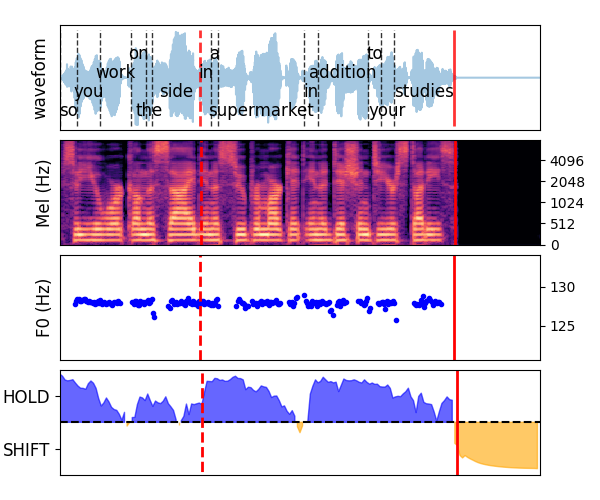 waveform
on a to
work in addition
you side in studies
so the supermarket your
Mel (Hz)
4096
2048
1024
512
0
F0 (Hz)
130
125
HOLD
SHIFT